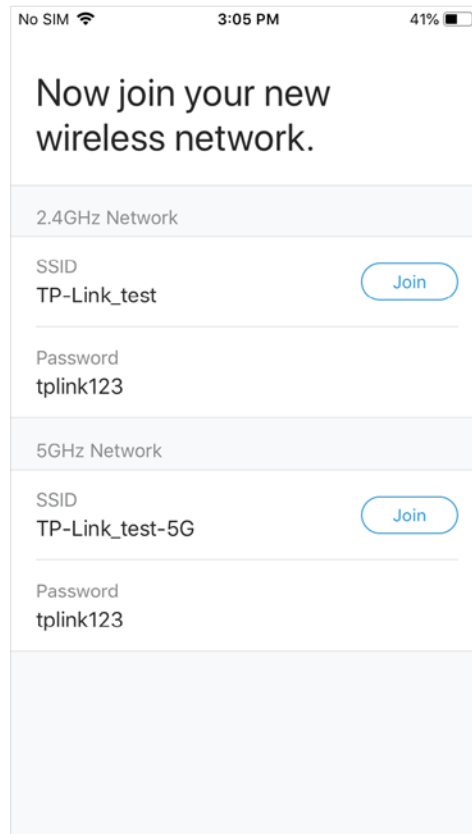 No SIM 3:05 PM 41%
Now join your new
wireless network.
2.4GHz Network
SSID
TP-Link_test
Join
Password
tplink123
5GHz Network
SSID
TP-Link_test-5G
Join
Password
tplink123